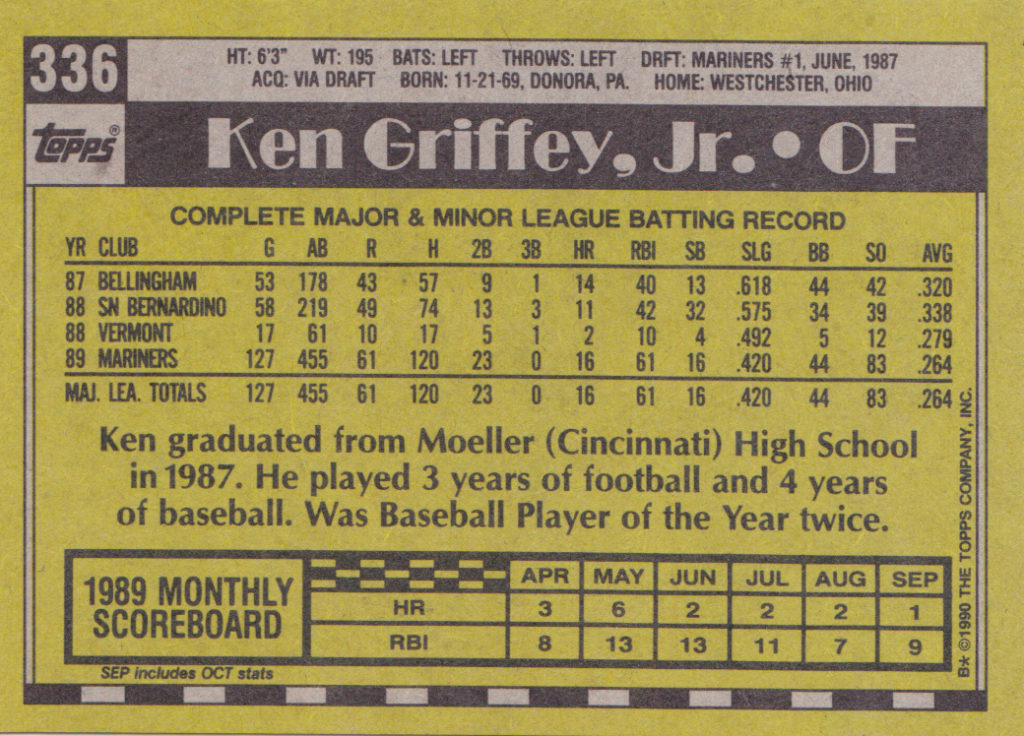 336
HT: 6'3" WT: 195 BATS: LEFT THROWS: LEFT DRFT: MARINERS #1, JUNE, 1987
ACQ: VIA DRAFT BORN: 11-21-69, DONORA, PA. HOME: WESTCHESTER, OHIO
Topps®
Ken Griffey, Jr. • OF
COMPLETE MAJOR & MINOR LEAGUE BATTING RECORD
YR CLUB G AB R H 2B 3B HR RBI SB SLG BB SO AVG
87 BELLINGHAM 53 178 43 57 9 1 14 40 13 .618 44 42 .320
88 SN BERNARDINO 58 219 49 74 13 3 11 42 32 .575 34 39 .338
88 VERMONT 17 61 10 17 5 1 2 10 4 .492 5 12 .279
89 MARINERS 127 455 61 120 23 0 16 61 16 .420 44 83 .264
MAJ. LEA. TOTALS 127 455 61 120 23 0 16 61 16 .420 44 83 .264
Ken graduated from Moeller (Cincinnati) High School
in 1987. He played 3 years of football and 4 years
of baseball. Was Baseball Player of the Year twice.
1989 MONTHLY
SCOREBOARD
APR MAY JUN JUL AUG SEP
HR 3 6 2 2 2 1
RBI 8 13 13 11 7 9
SEP includes OCT stats
B* ©1990 THE TOPPS COMPANY, INC.